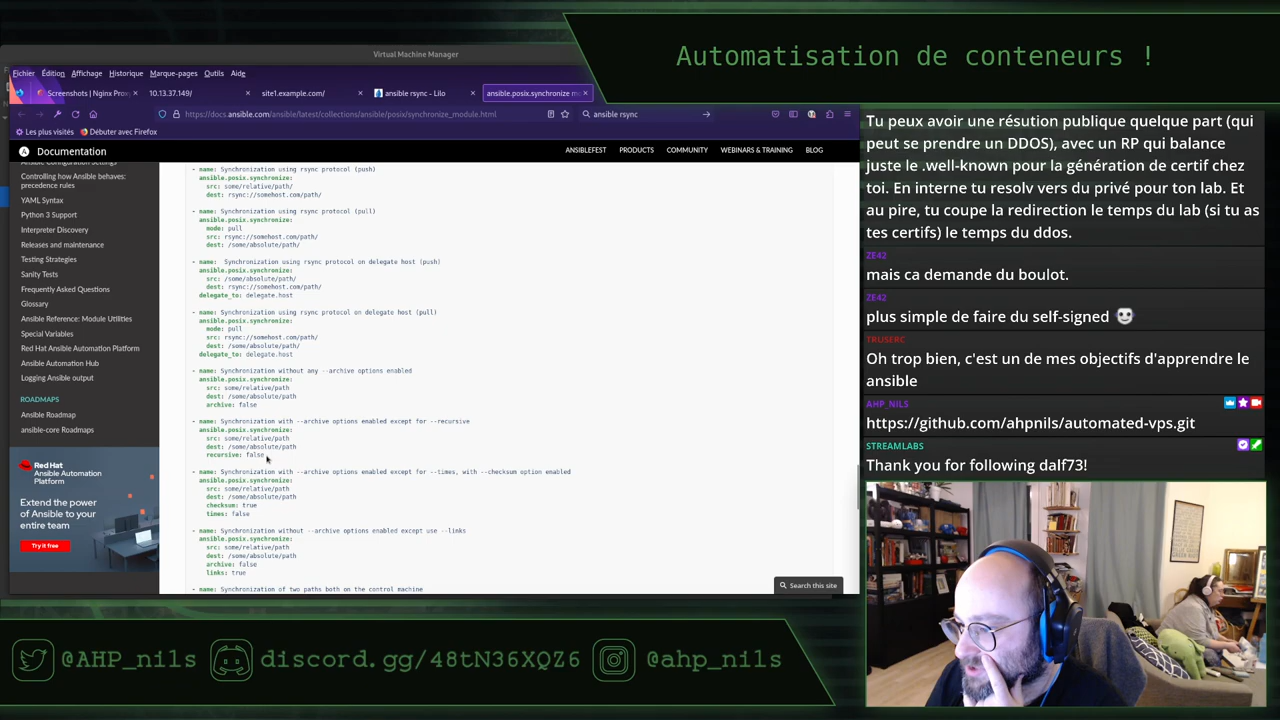 Automatisation de conteneurs !
Virtual Machine Manager
Fichier Édition Affichage Historique Marque-pages Outils Aide
Screenshots | Nginx Prox
10.13.37.149/
site1.example.com/
ansible rsync - Lilo
ansible.posix.synchronize m
https://docs.ansible.com/ansible/latest/collections/ansible/posix/synchronize_module.html
ansible rsync
Les plus visités
Débuter avec Firefox
Documentation
ANSIBLEFEST PRODUCTS COMMUNITY WEBINARS & TRAINING BLOG
Controlling how Ansible behaves:
precedence rules
YAML Syntax
Python 3 Support
Interpreter Discovery
Releases and maintenance
Testing Strategies
Sanity Tests
Frequently Asked Questions
Glossary
Ansible Reference: Module Utilities
Special Variables
Red Hat Ansible Automation Platform
Ansible Automation Hub
Logging Ansible output
ROADMAPS
Ansible Roadmap
ansible-core Roadmaps
Red Hat
Ansible Automation
Platform
Extend the
power of
Ansible to your
entire team
Try it free
- name: Synchronization using rsync protocol (push)
ansible.posix.synchronize:
src: some/relative/path/
dest: rsync://somehost.com/path/
- name: Synchronization using rsync protocol (pull)
ansible.posix.synchronize:
mode: pull
src: rsync://somehost.com/path/
dest: /some/absolute/path/
- name: Synchronization using rsync protocol on delegate host (push)
ansible.posix.synchronize:
src: /some/absolute/path/
dest: rsync://somehost.com/path/
delegate_to: delegate.host
- name: Synchronization using rsync protocol on delegate host (pull)
ansible.posix.synchronize:
mode: pull
src: rsync://somehost.com/path/
dest: /some/absolute/path/
delegate_to: delegate.host
- name: Synchronization without any --archive options enabled
ansible.posix.synchronize:
src: some/relative/path
dest: /some/absolute/path
archive: false
- name: Synchronization with --archive options enabled except for --recursive
ansible.posix.synchronize:
src: some/relative/path
dest: /some/absolute/path
recursive: false
- name: Synchronization with --archive options enabled except for --times, with --checksum option enabled
ansible.posix.synchronize:
src: some/relative/path
dest: /some/absolute/path
checksum: true
times: false
- name: Synchronization without --archive options enabled except use --links
ansible.posix.synchronize:
src: some/relative/path
dest: /some/absolute/path
archive: false
links: true
- name: Synchronization of two paths both on the control machine
Search this site
Tu peux avoir une résution publique quelque part (qui
peut se prendre un DDOS), avec un RP qui balance
juste le well-known pour la generation de certif chez
toi. En interne tu resolv vers du privé pour ton lab. Et
au pire, tu coupe la redirection le temps du lab (si tu as
tes certifs) le temps du ddos.
ZE42
mais ca demande du boulot.
ZE42
plus simple de faire du self-signed
TRUSERC
Oh trop bien, c'est un de mes objectifs d'apprendre le
ansible
AHP_NILS
http://github.com/ahpnils/automated-vps.git
STREAMLABS
Thank you for following jalf72!
@AHP_nils
discord.gg/48tN36XQZ6
@ahp_nils